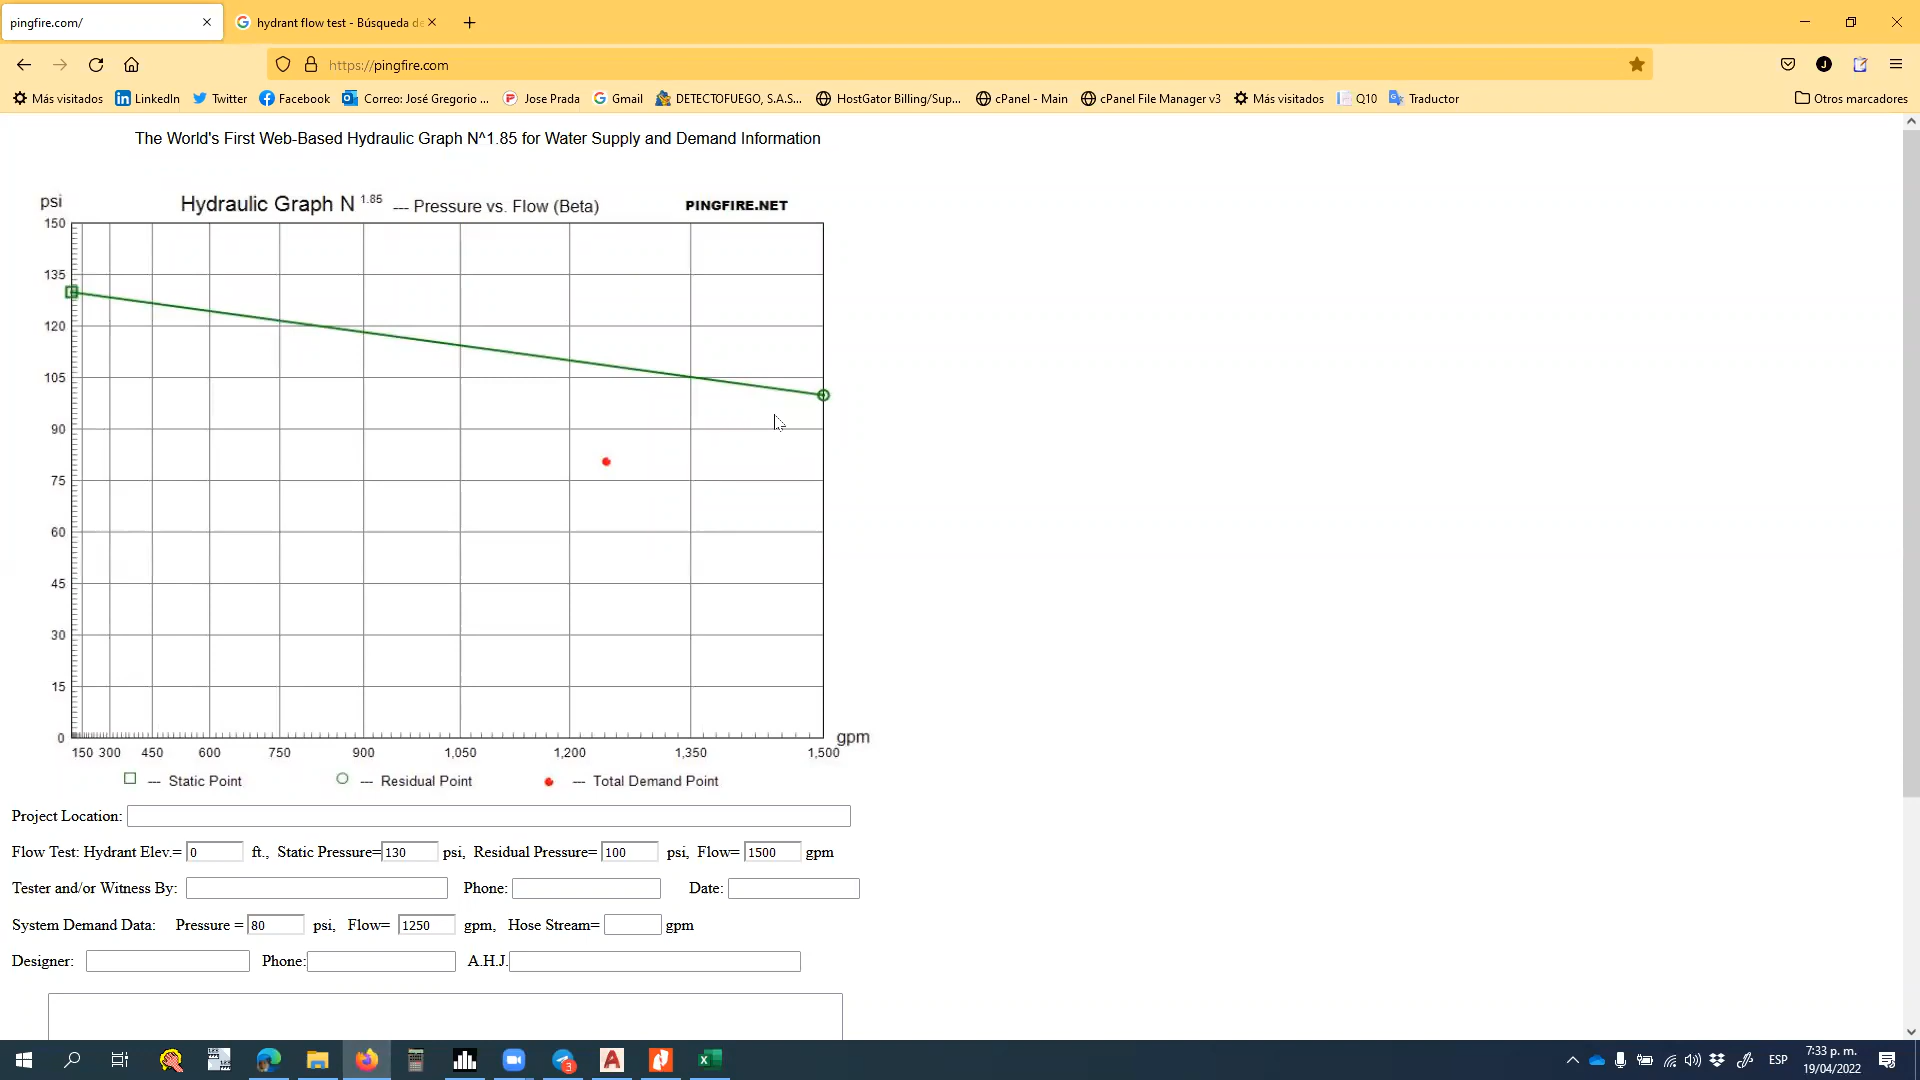 pingfire.com/
hydrant flow test - Búsqueda de
https://pingfire.com
Más visitados LinkedIn Twitter Facebook Correo: José Gregorio ... Jose Prada Gmail DETECTOFUEGO, S.A.S... HostGator Billing/Sup... cPanel - Main cPanel File Manager v3 Más visitados Q10 Traductor Otros marcadores
The World's First Web-Based Hydraulic Graph N^1.85 for Water Supply and Demand Information
psi Hydraulic Graph N 1.85 --- Pressure vs. Flow (Beta) PINGFIRE.NET
150
135
120
105
90
75
60
45
30
15
0 gpm
150 300 450 600 750 900 1,050 1,200 1,350 1,500
--- Static Point --- Residual Point --- Total Demand Point
Project Location:
Flow Test: Hydrant Elev.= 0 ft., Static Pressure= 130 psi, Residual Pressure= 100 psi, Flow= 1500 gpm
Tester and/or Witness By: Phone: Date:
System Demand Data: Pressure = 80 psi, Flow= 1250 gpm, Hose Stream= gpm
Designer: Phone: A.H.J.
3 ESP 7:33 p. m.
19/04/2022